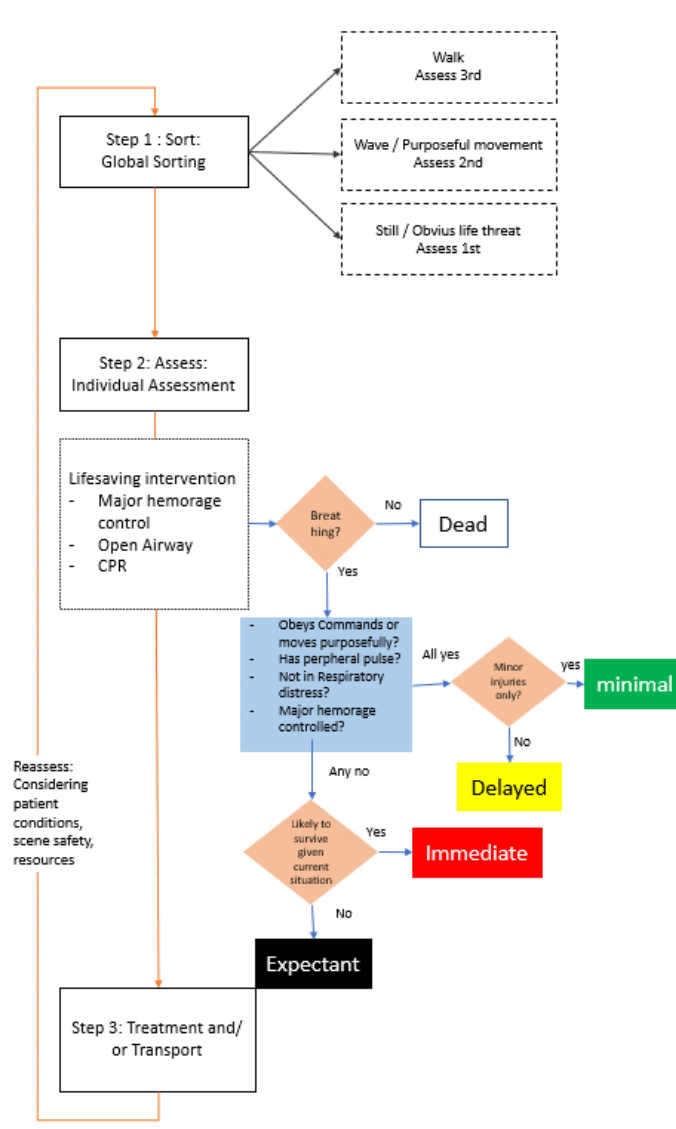 Walk
Assess 3rd
Step 1 : Sort:
Global Sorting
Wave / Purposeful movement
Assess 2nd
Still / Obvius life threat
Assess 1st
Step 2: Assess:
Individual Assessment
Lifesaving intervention
- Major hemorage
control
- Open Airway
- CPR
Breat
hing?
No
Dead
Yes
- Obeys Commands or
moves purposefully?
- Has perpheral pulse?
- Not in Respiratory
distress?
- Major hemorage
controlled?
All yes
Minor
injuries
only?
yes
minimal
No
Delayed
Any no
Likely to
survive
given
current
situation
Yes
Immediate
No
Expectant
Reassess:
Considering
patient
conditions,
scene safety,
resources
Step 3: Treatment and/
or Transport